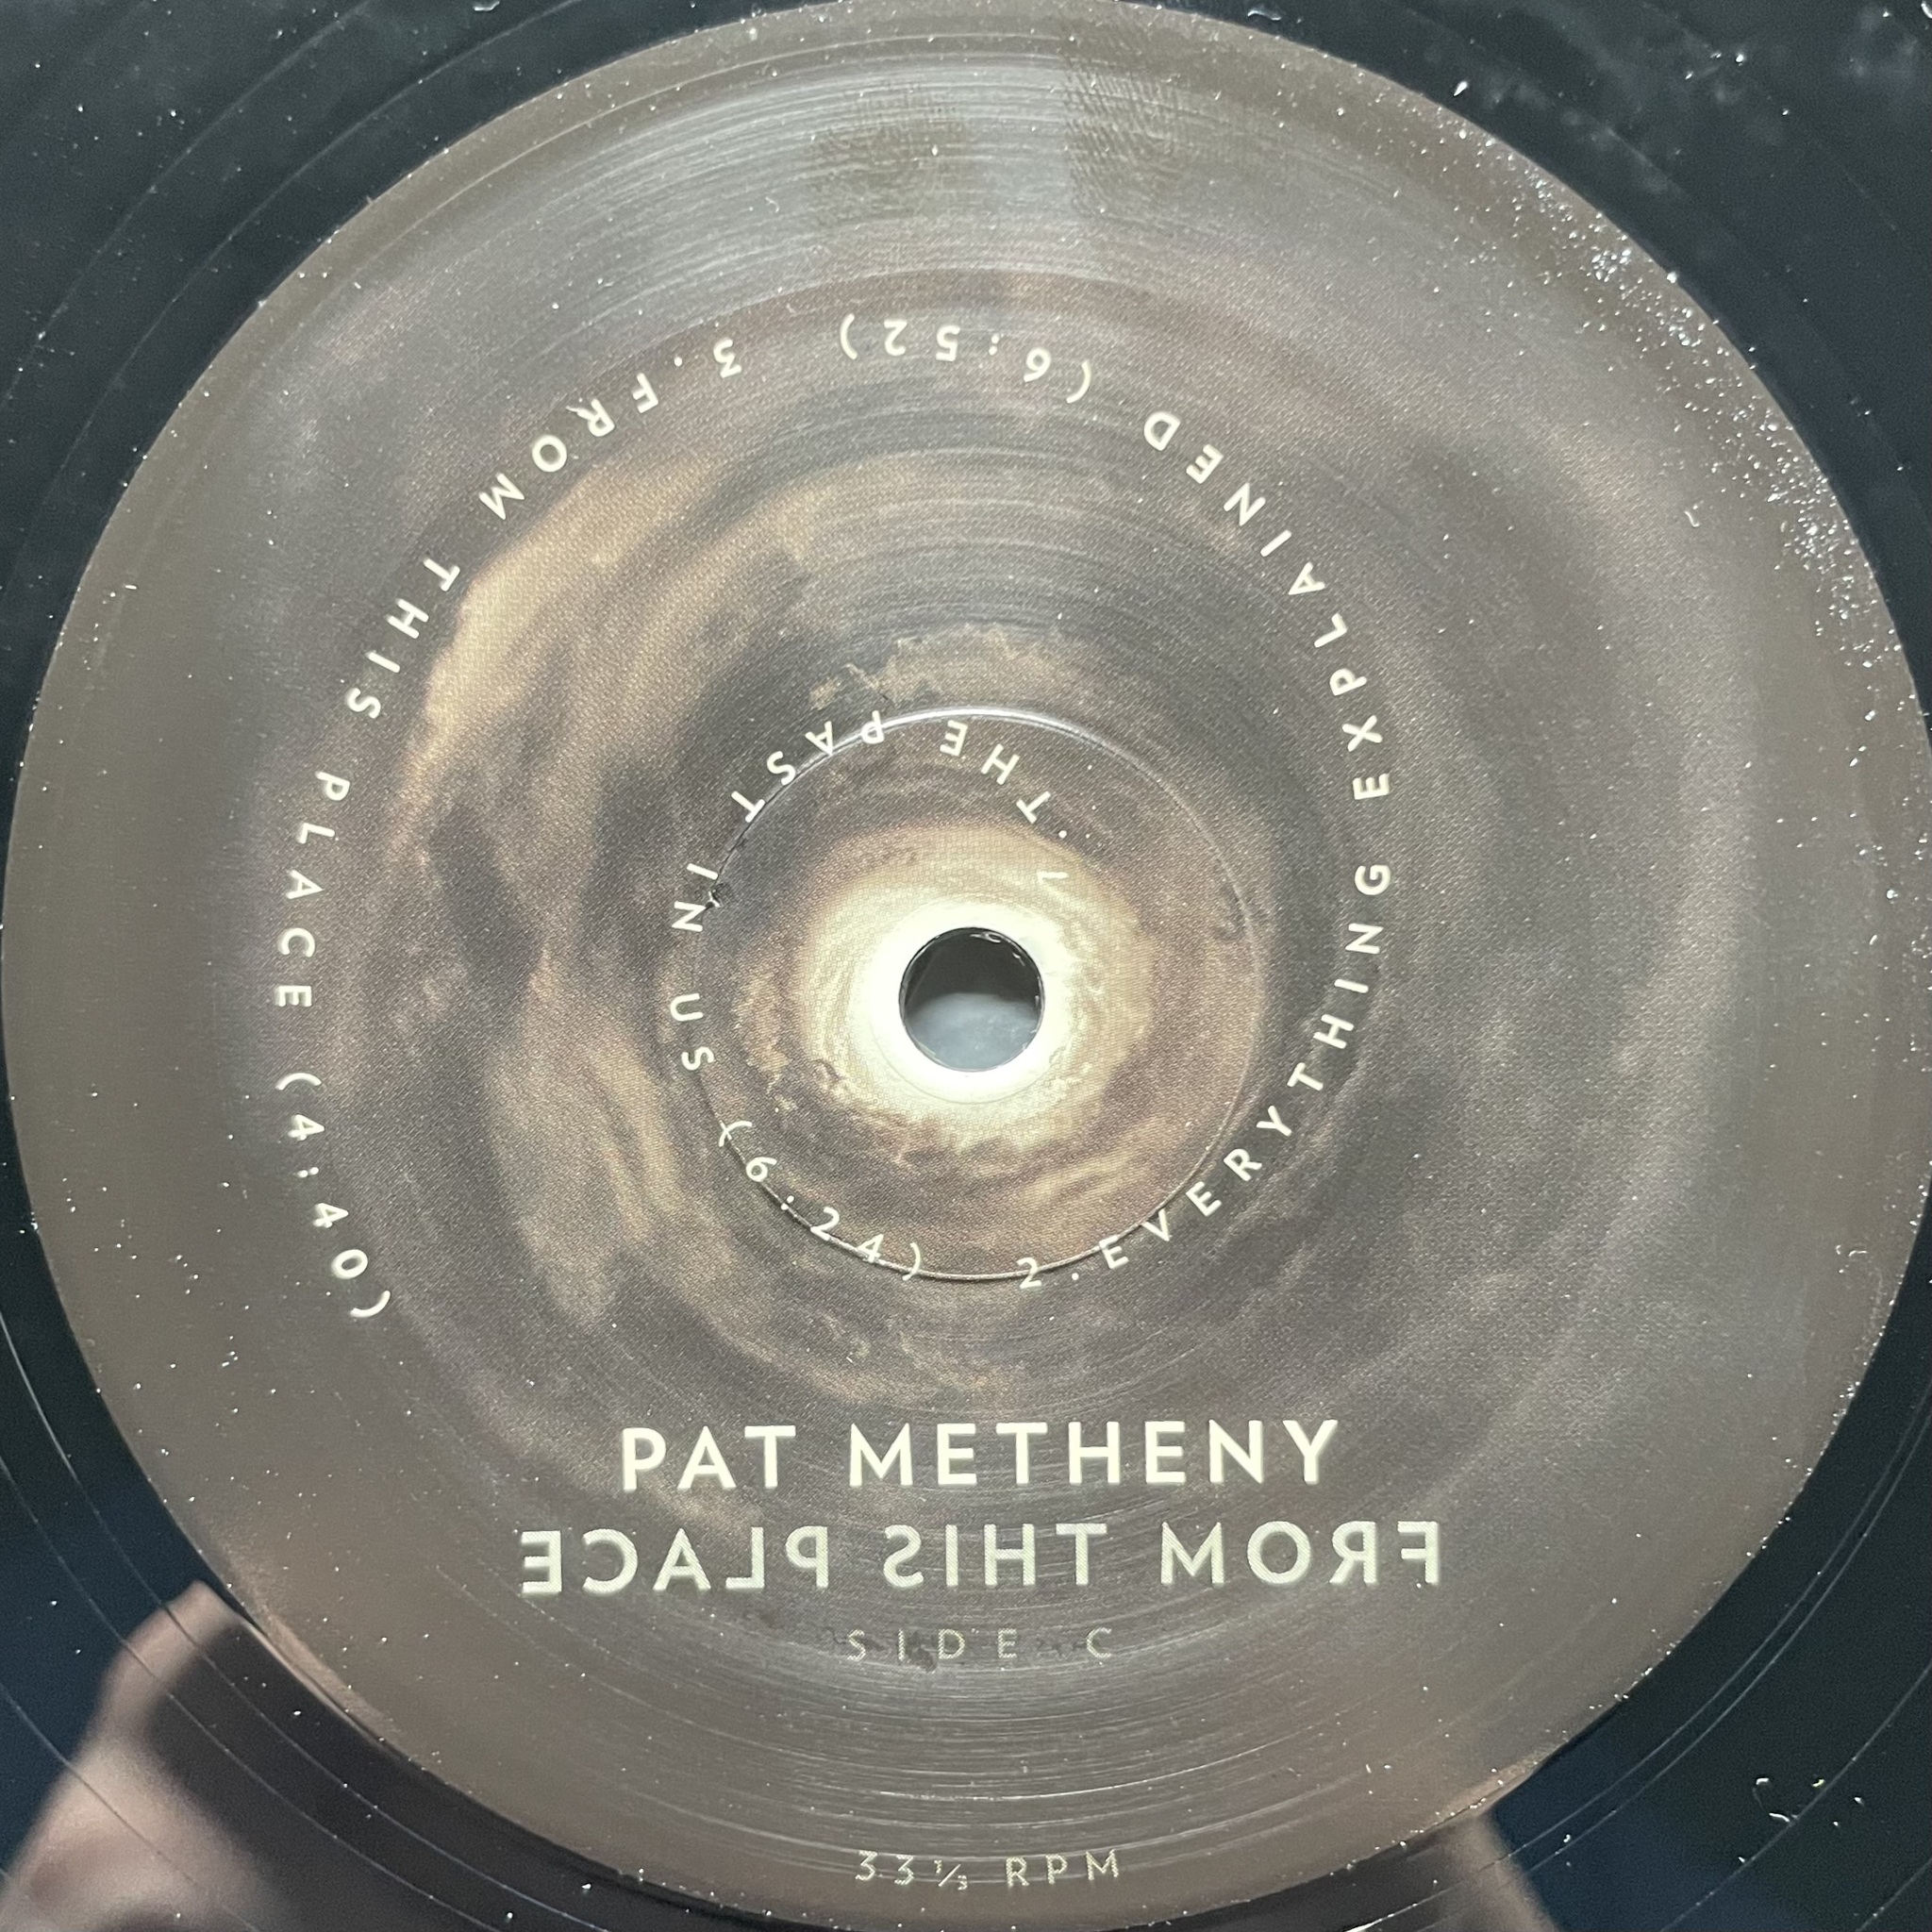 1. THE PAST IN US (6:24) 2. EVERYTHING EXPLAINED (6:52) 3. FROM THIS PLACE (4:40)
PAT METHENY
FROM THIS PLACE
SIDE C
33⅓ RPM